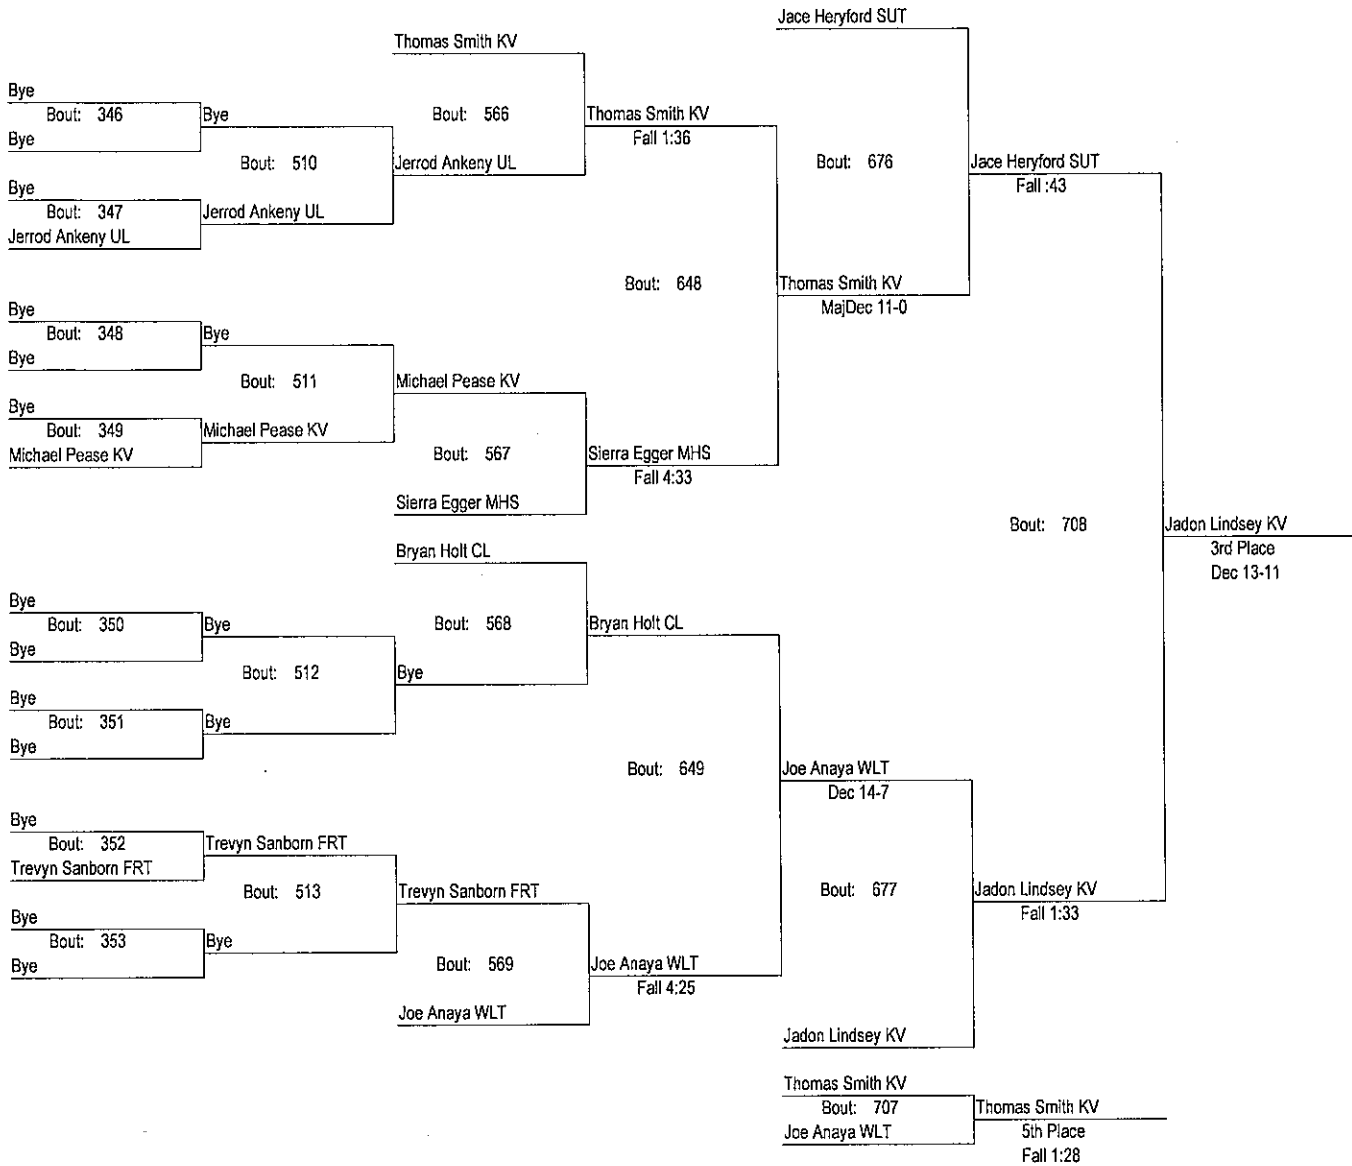 Jace Heryford SUT
Thomas Smith KV
Bye
Bout: 346
Bye
Bye
Bout: 566
Thomas Smith KV
Fall 1:36
Bout: 510
Jerrod Ankeny UL
Bout: 676
Jace Heryford SUT
Fall :43
Bye
Bout: 347
Jerrod Ankeny UL
Jerrod Ankeny UL
Bout: 648
Thomas Smith KV
MajDec 11-0
Bye
Bout: 348
Bye
Bye
Bout: 511
Michael Pease KV
Bye
Bout: 349
Michael Pease KV
Michael Pease KV
Bout: 567
Sierra Egger MHS
Fall 4:33
Sierra Egger MHS
Bout: 708
Jadon Lindsey KV
3rd Place
Dec 13-11
Bryan Holt CL
Bye
Bout: 350
Bye
Bye
Bout: 568
Bryan Holt CL
Bout: 512
Bye
Bye
Bout: 351
Bye
Bye
Bout: 649
Joe Anaya WLT
Dec 14-7
Bye
Bout: 352
Trevyn Sanborn FRT
Trevyn Sanborn FRT
Bout: 513
Trevyn Sanborn FRT
Bout: 677
Jadon Lindsey KV
Fall 1:33
Bye
Bout: 353
Bye
Bye
Bout: 569
Joe Anaya WLT
Fall 4:25
Joe Anaya WLT
Jadon Lindsey KV
Thomas Smith KV
Bout: 707
Joe Anaya WLT
Thomas Smith KV
5th Place
Fall 1:28